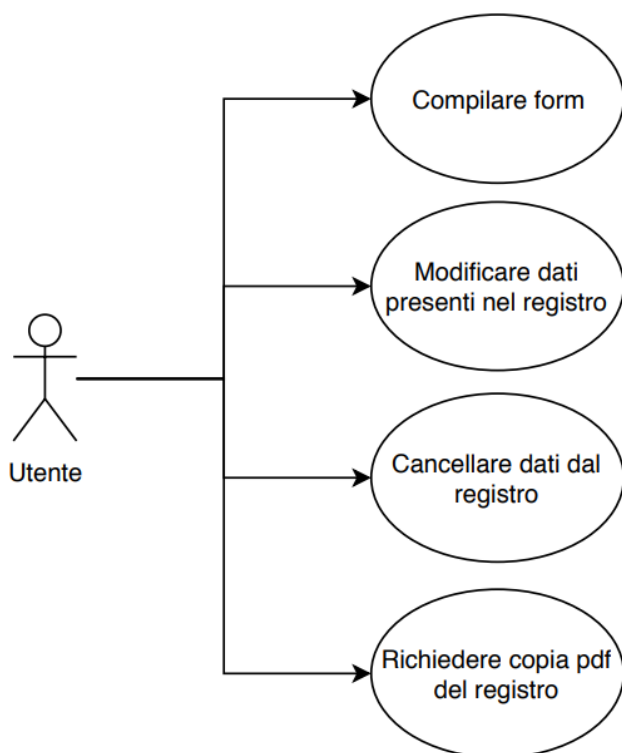 Compilare form
Modificare dati
presenti nel registro
Utente
Cancellare dati dal
registro
Richiedere copia pdf
del registro